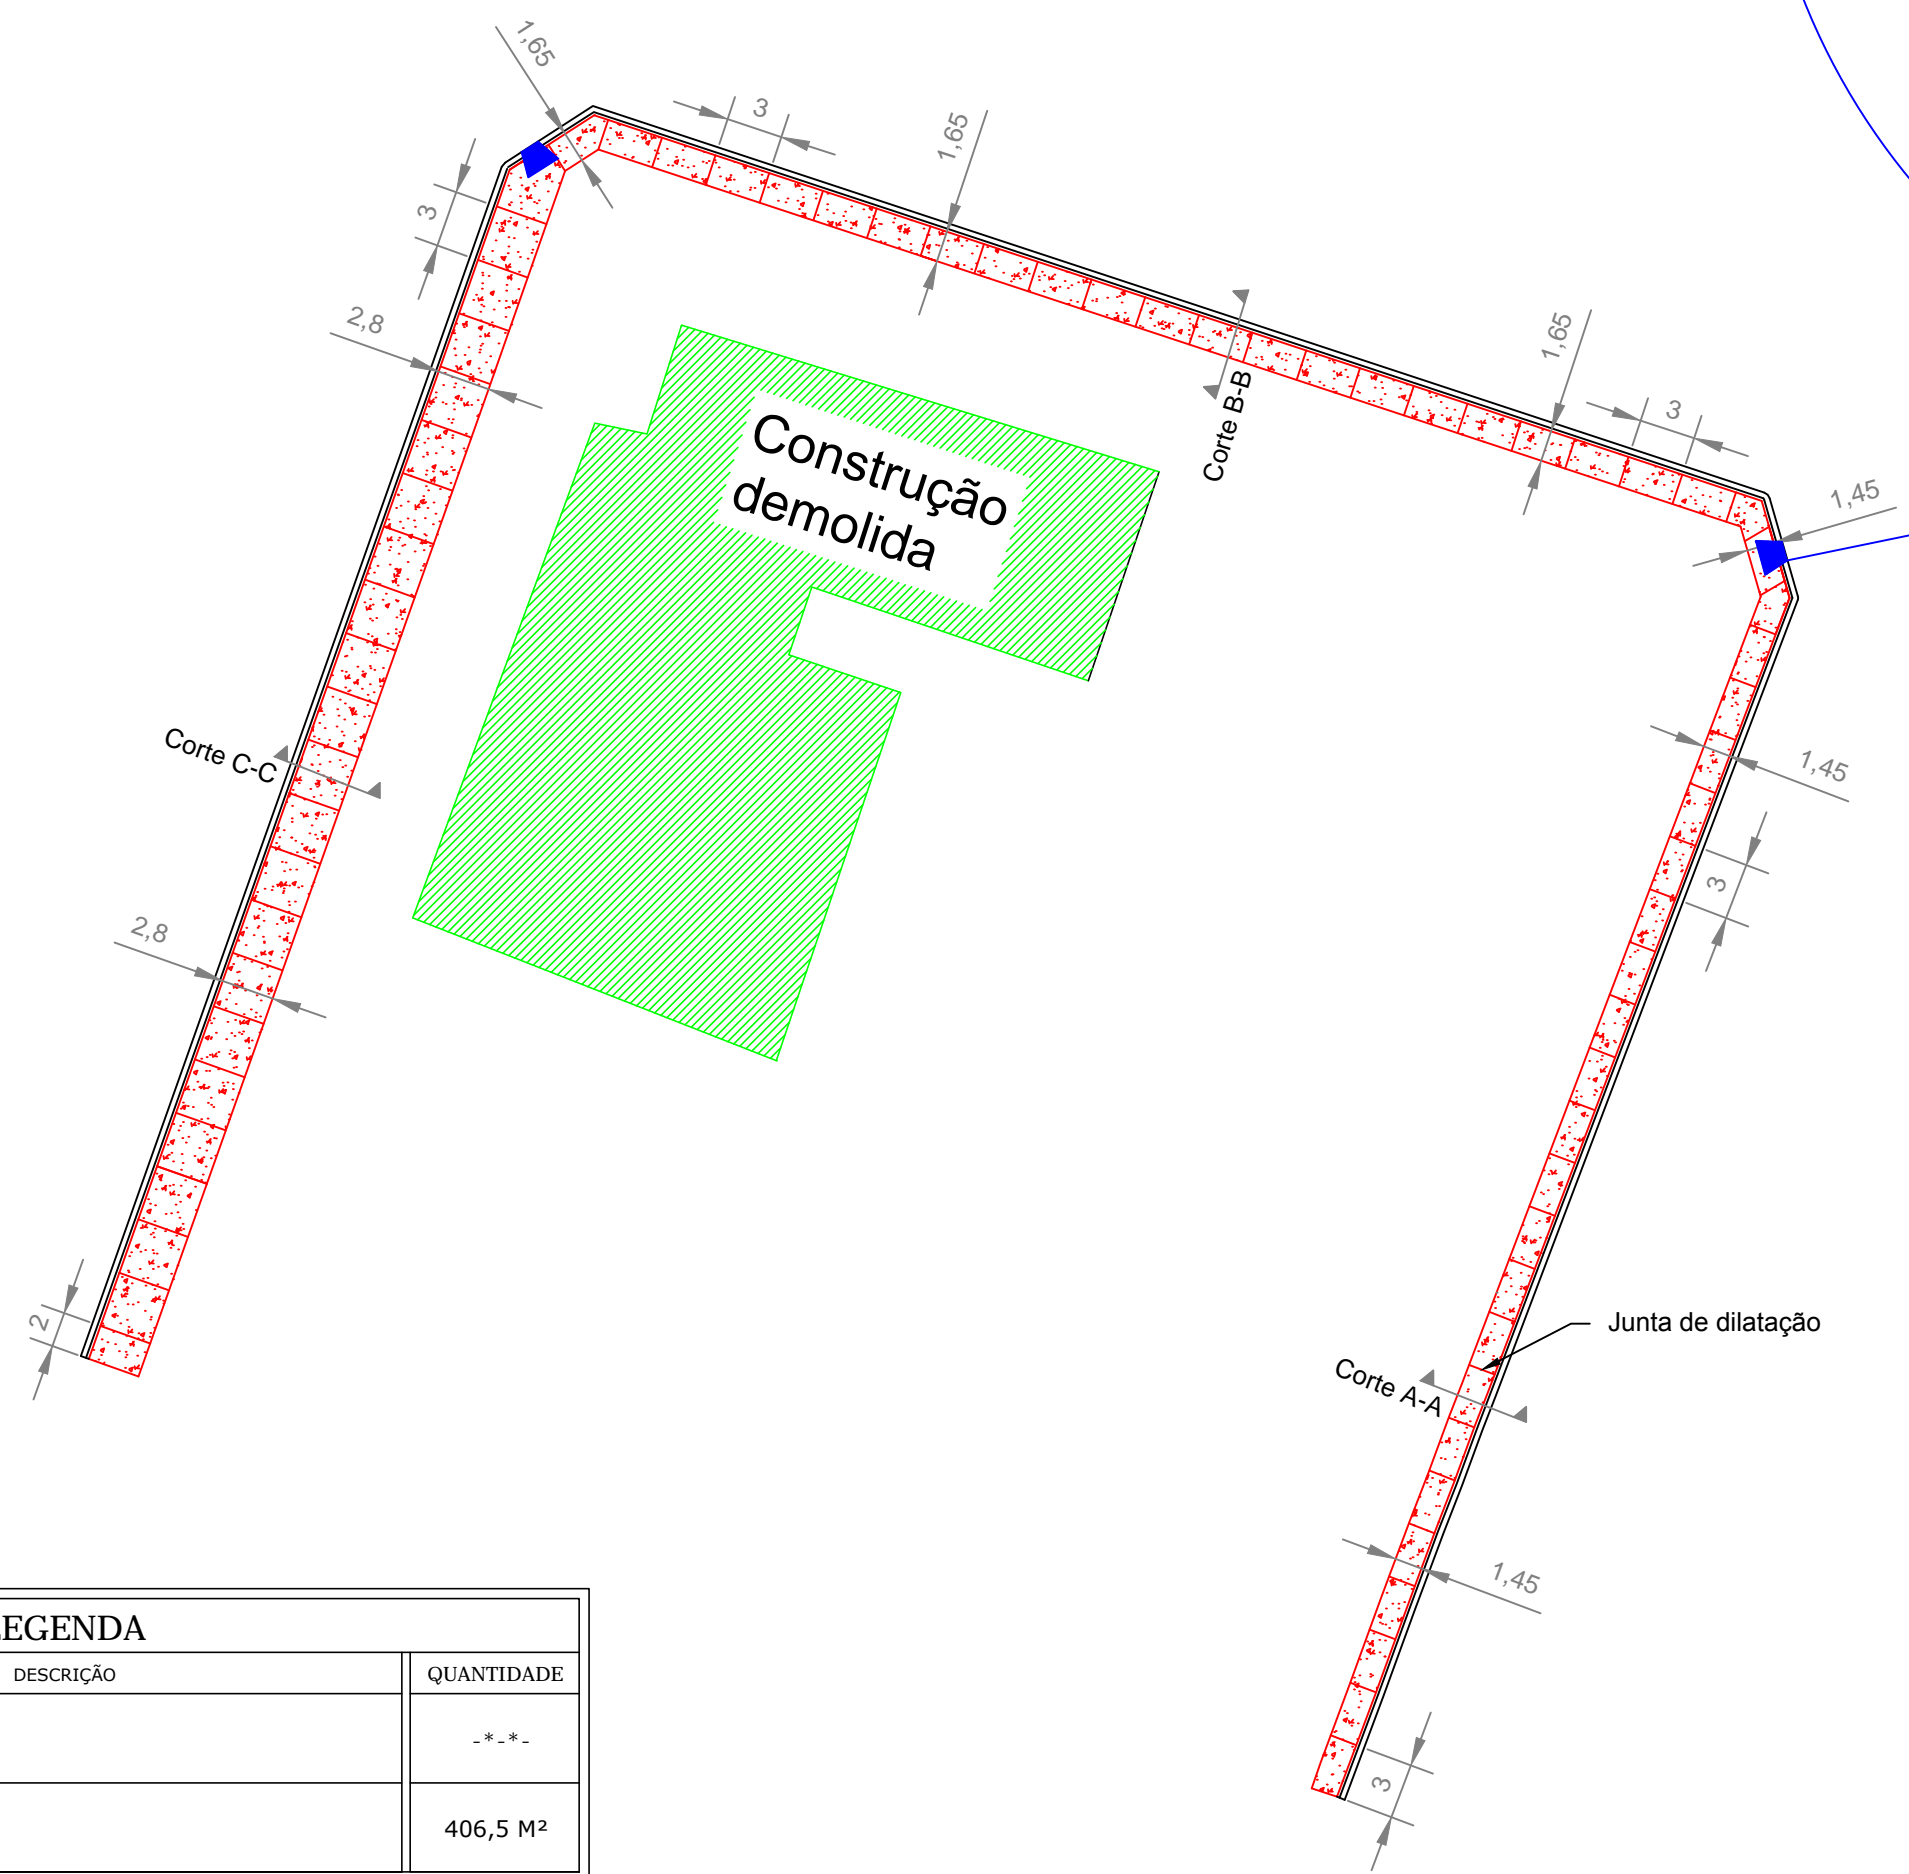 1,65
3
1,65
3
2,8
1,65
3
1,45
Construção
demolida
Corte B-B
Corte C-C
1,45
3
2,8
2
Junta de dilatação
Corte A-A
1,45
3
EGENDA
DESCRIÇÃO
QUANTIDADE
-*-*-
406,5 M²